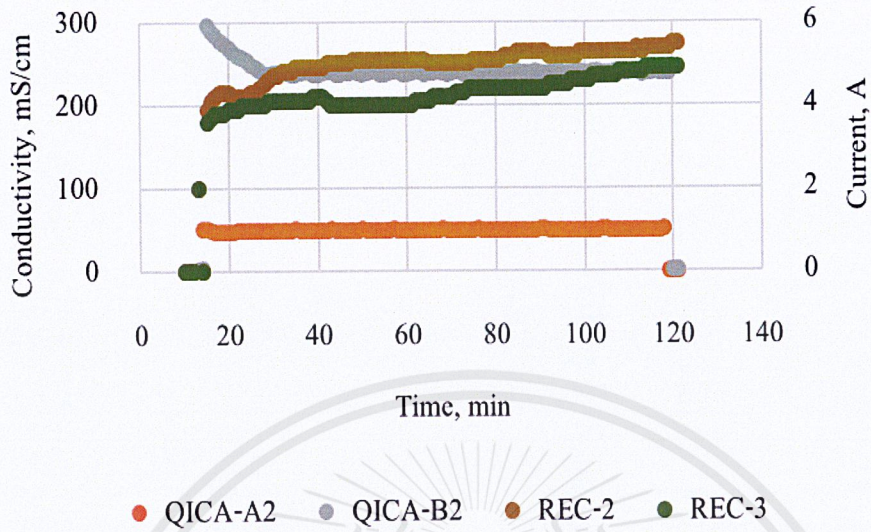 Conductivity, mS/cm
300
200
100
0
6
4
2
0
Current, A
0 20 40 60 80 100 120 140
Time, min
QICA-A2 QICA-B2 REC-2 REC-3